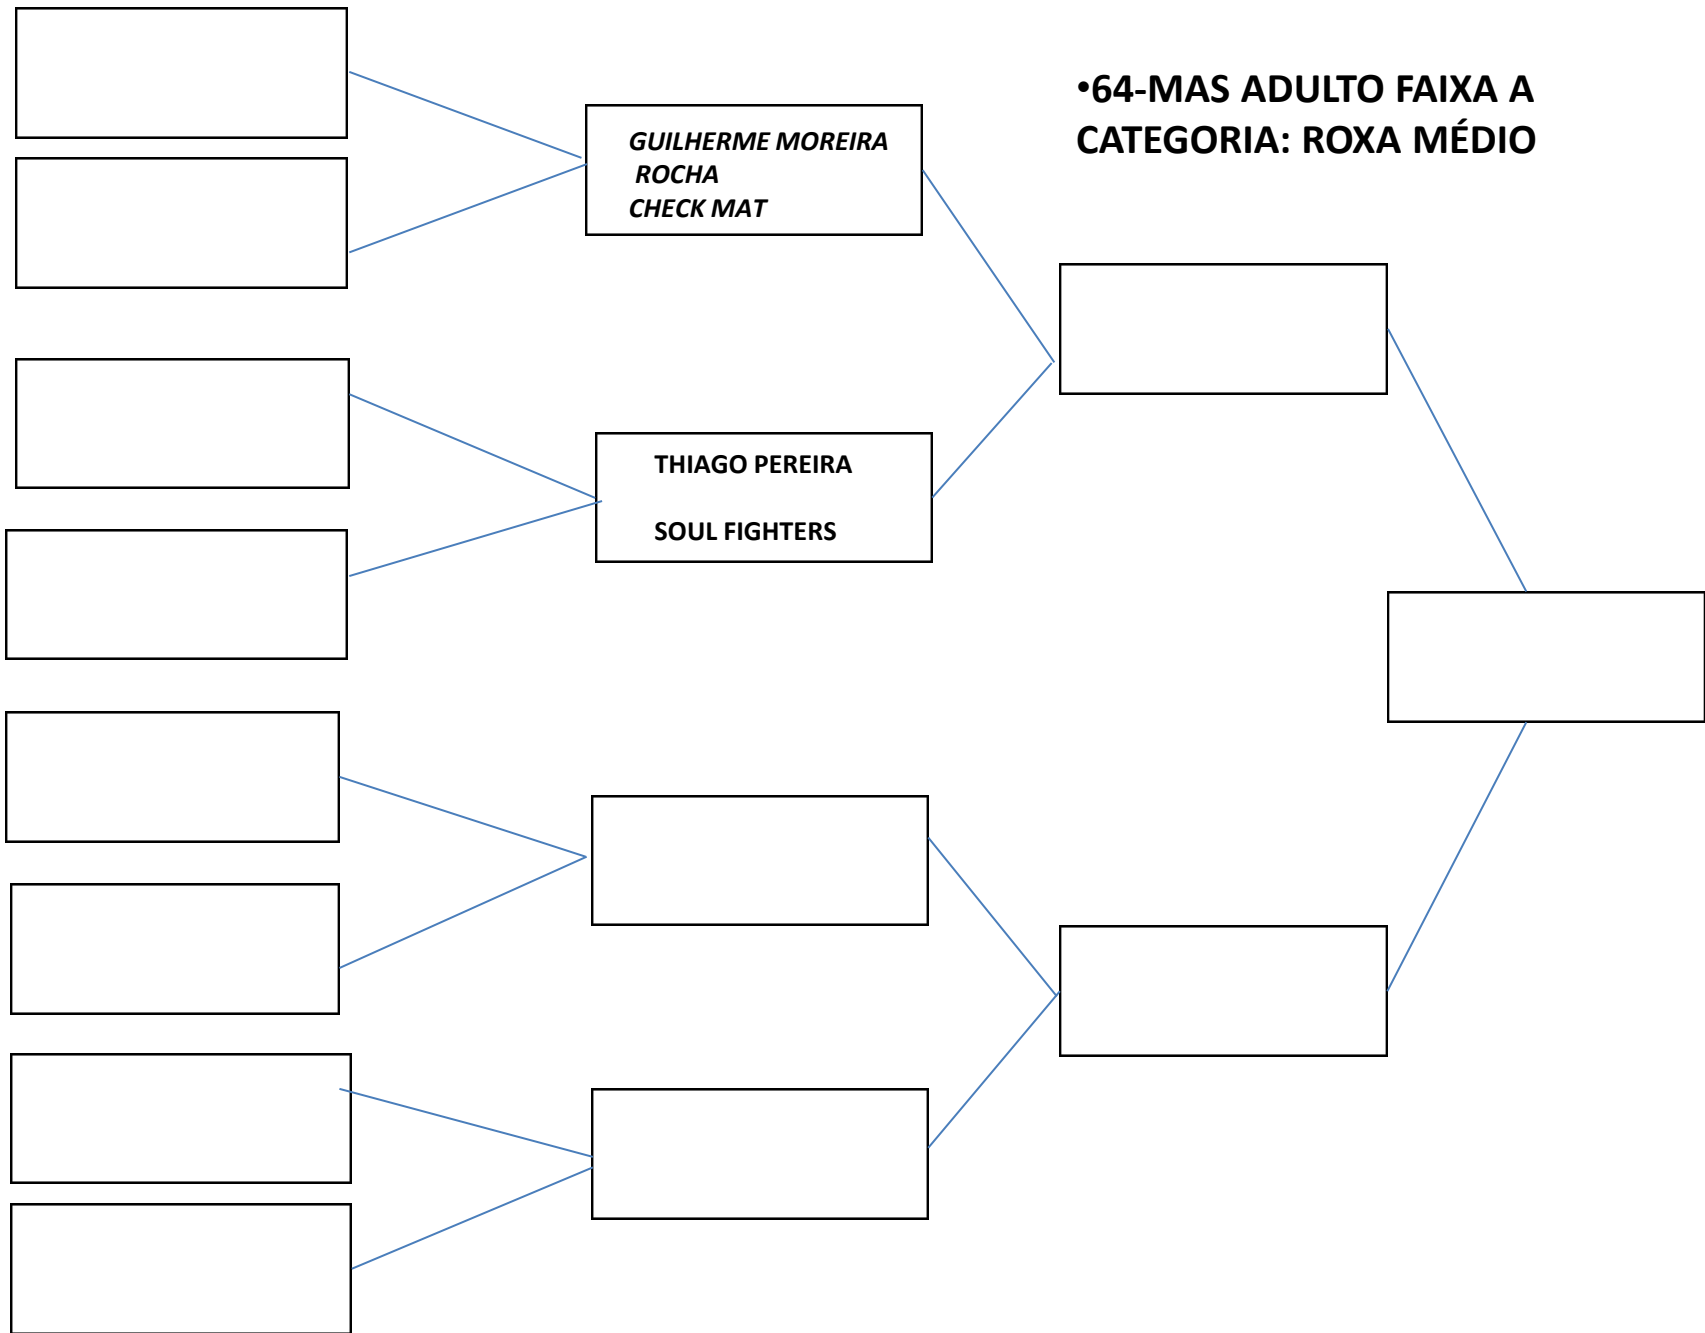 •64-MAS ADULTO FAIXA A
CATEGORIA: ROXA MÉDIO
GUILHERME MOREIRA
ROCHA
CHECK MAT
THIAGO PEREIRA
SOUL FIGHTERS